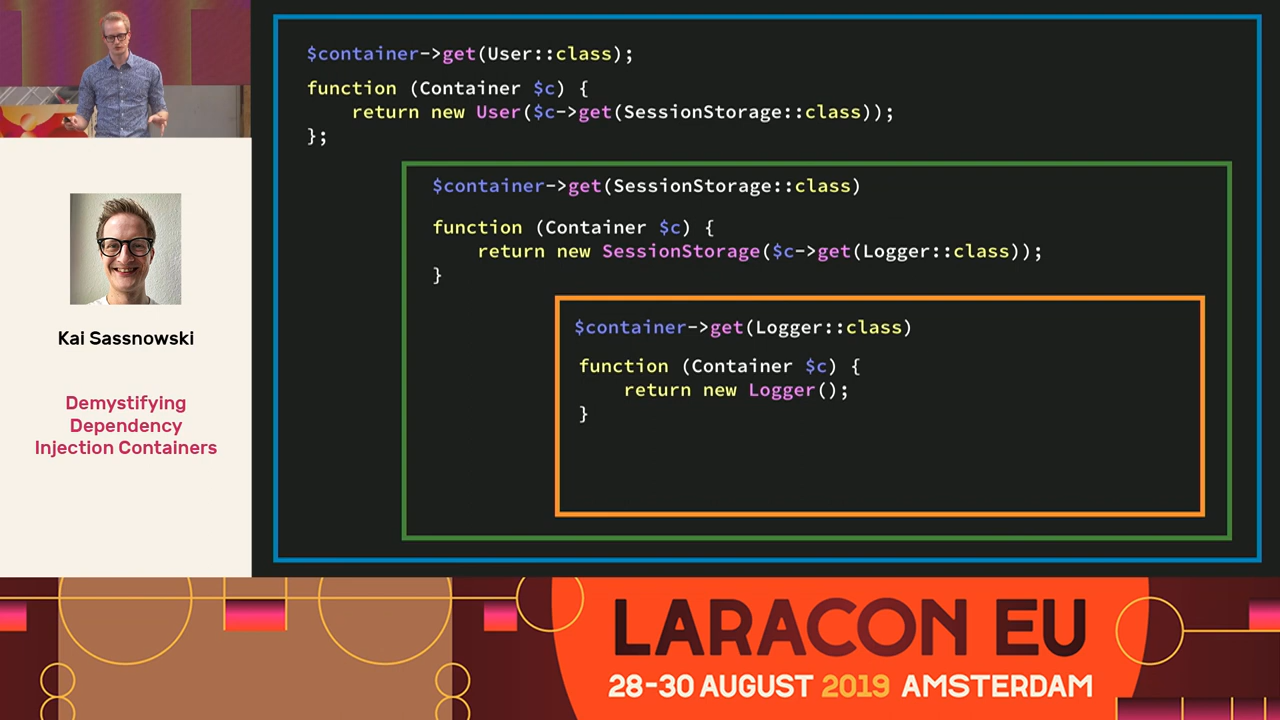 $container->get(User::class);
function (Container $c) {
    return new User($c->get(SessionStorage::class));
};
$container->get(SessionStorage::class)
function (Container $c) {
    return new SessionStorage($c->get(Logger::class));
}
$container->get(Logger::class)
function (Container $c) {
    return new Logger();
}
Kai Sassnowski
Demystifying
Dependency
Injection Containers
LARACON EU
28-30 AUGUST 2019 AMSTERDAM